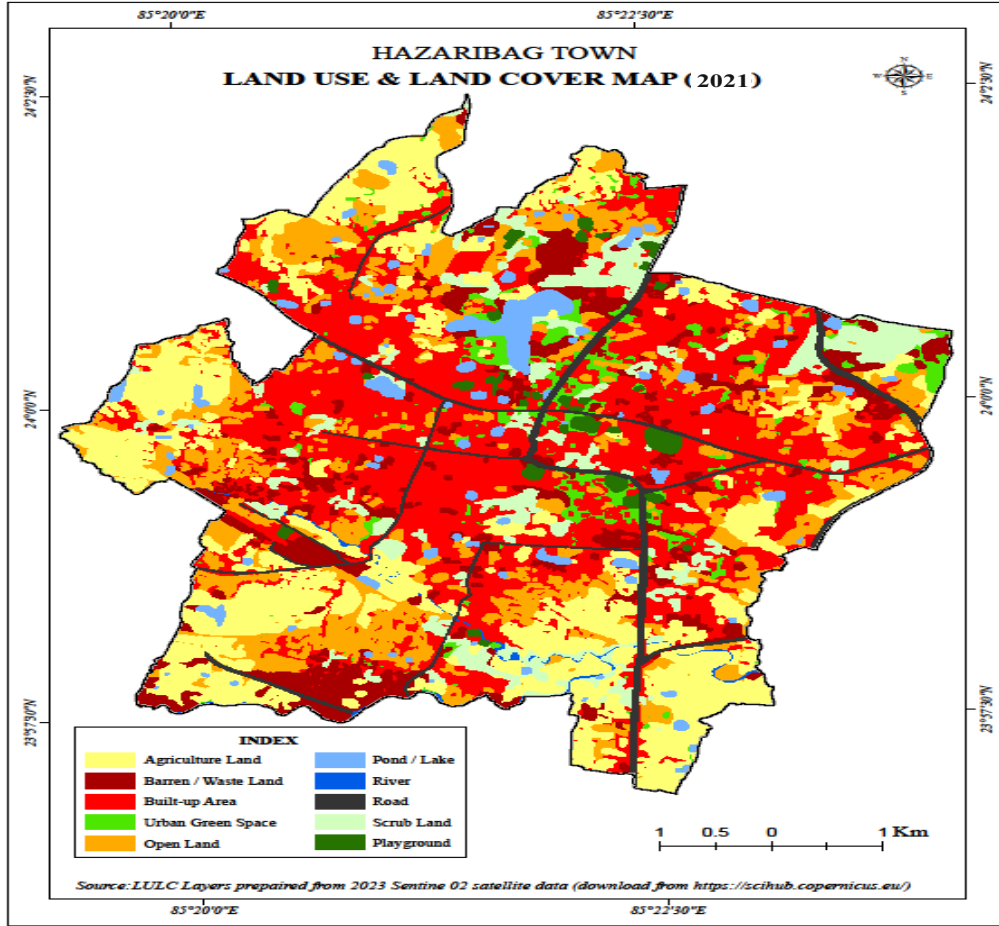 85°20'0"E 85°22'30"E
HAZARIBAG TOWN
LAND USE & LAND COVER MAP ( 2021)
N
W E
S
24°2'30"N 24°2'30"N
24°0'0"N 24°0'0"N
23°57'30"N 23°57'30"N
INDEX
Agriculture Land Pond / Lake
Barren / Waste Land River
Built-up Area Road
Urban Green Space Scrub Land
Open Land Playground
1 0.5 0 1 Km
Source: LULC Layers prepaired from 2023 Sentine 02 satellite data (download from https://scihub.copernicus.eu/)
85°20'0"E 85°22'30"E